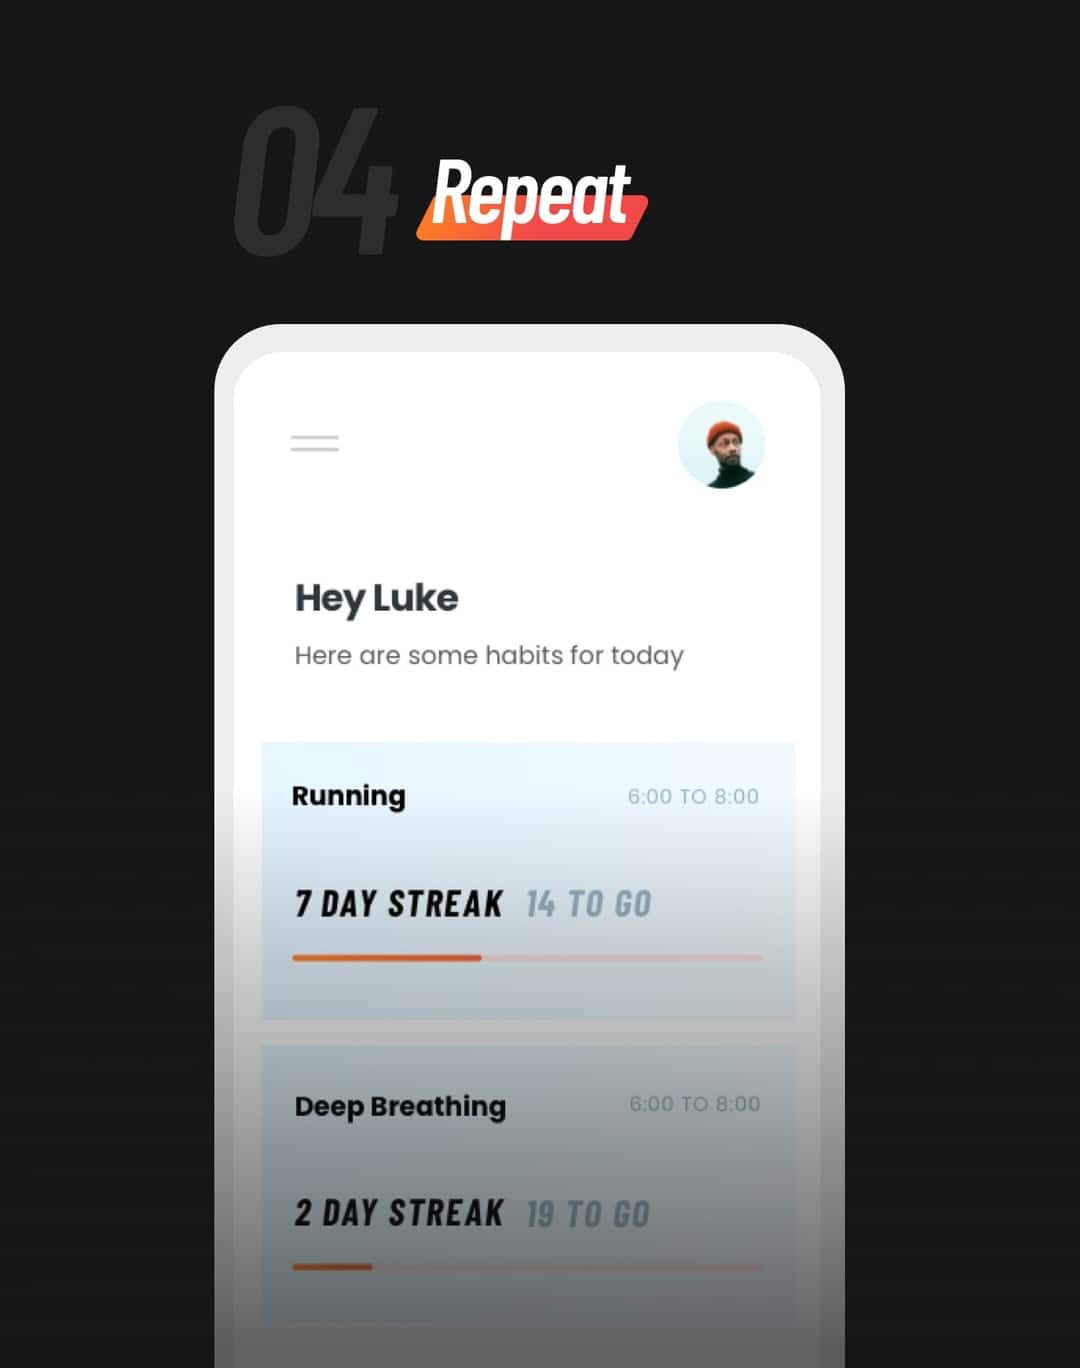 04 Repeat
Hey Luke
Here are some habits for today
Running 6:00 TO 8:00
7 DAY STREAK 14 TO GO
Deep Breathing 6:00 TO 8:00
2 DAY STREAK 19 TO GO